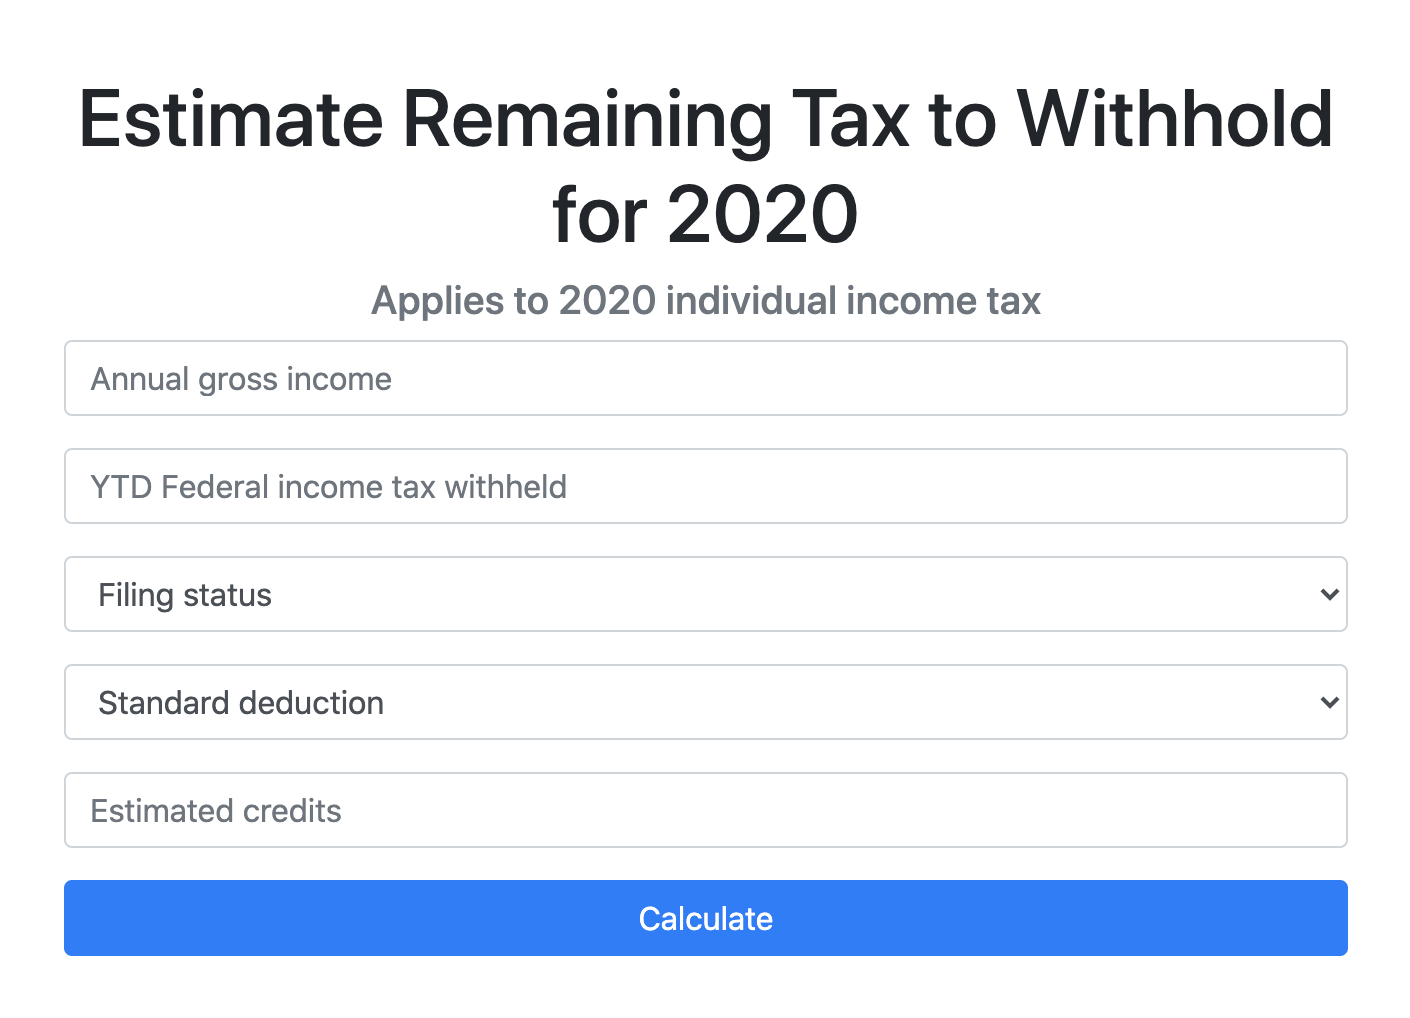 Estimate Remaining Tax to Withhold
for 2020
Applies to 2020 individual income tax
Annual gross income
YTD Federal income tax withheld
Filing status
Standard deduction
Estimated credits
Calculate